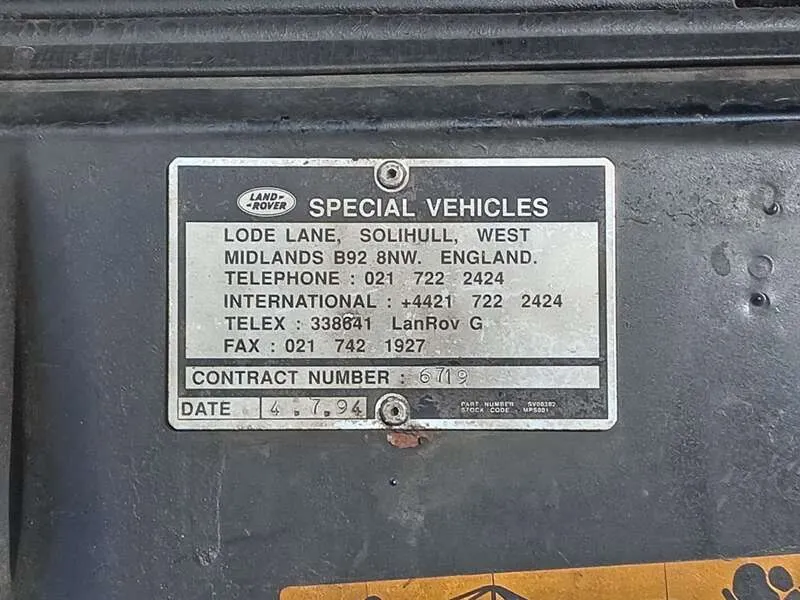 LAND-
-ROVER
SPECIAL VEHICLES
LODE LANE, SOLIHULL, WEST
MIDLANDS B92 8NW. ENGLAND.
TELEPHONE : 021 722 2424
INTERNATIONAL : +4421 722 2424
TELEX : 338641 LanRov G
FAX : 021 742 1927
CONTRACT NUMBER : 6719
DATE 4.7.94
PART NUMBER
STOCK CODE